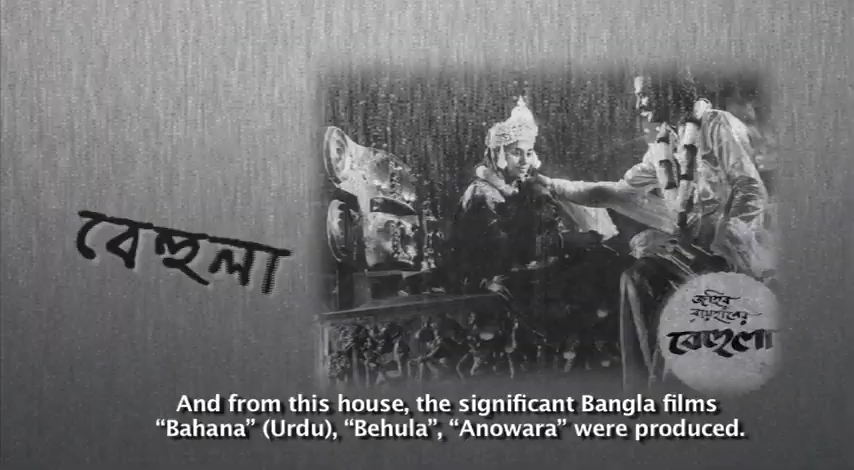 বেহুলা
জহির
রায়হানের
বেহুলা
And from this house, the significant Bangla films
“Bahana” (Urdu), “Behula”, “Anowara” were produced.